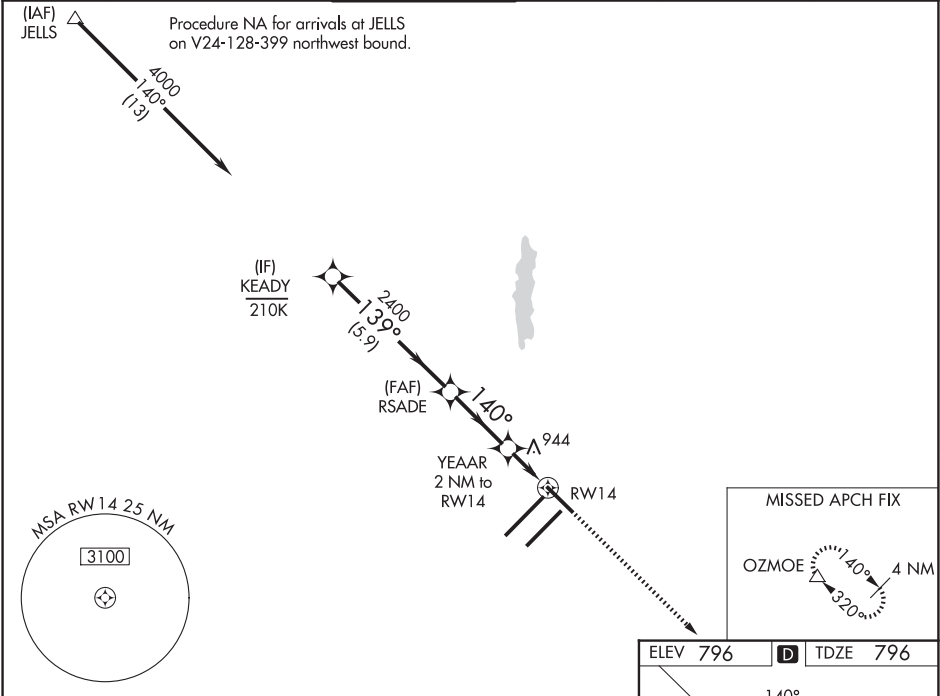 (IAF)
JELLS
Procedure NA for arrivals at JELLS
on V24-128-399 northwest bound.
4000
140°
(13)
(IF)
KEADY
210K
2400
139°
(5.9)
(FAF)
RSADE
140°
944
YEAAR
2 NM to
RW14
RW14
MSA RW14 25 NM
3100
MISSED APCH FIX
OZMOE
140°
4 NM
320°
ELEV 796 D TDZE 796
140°